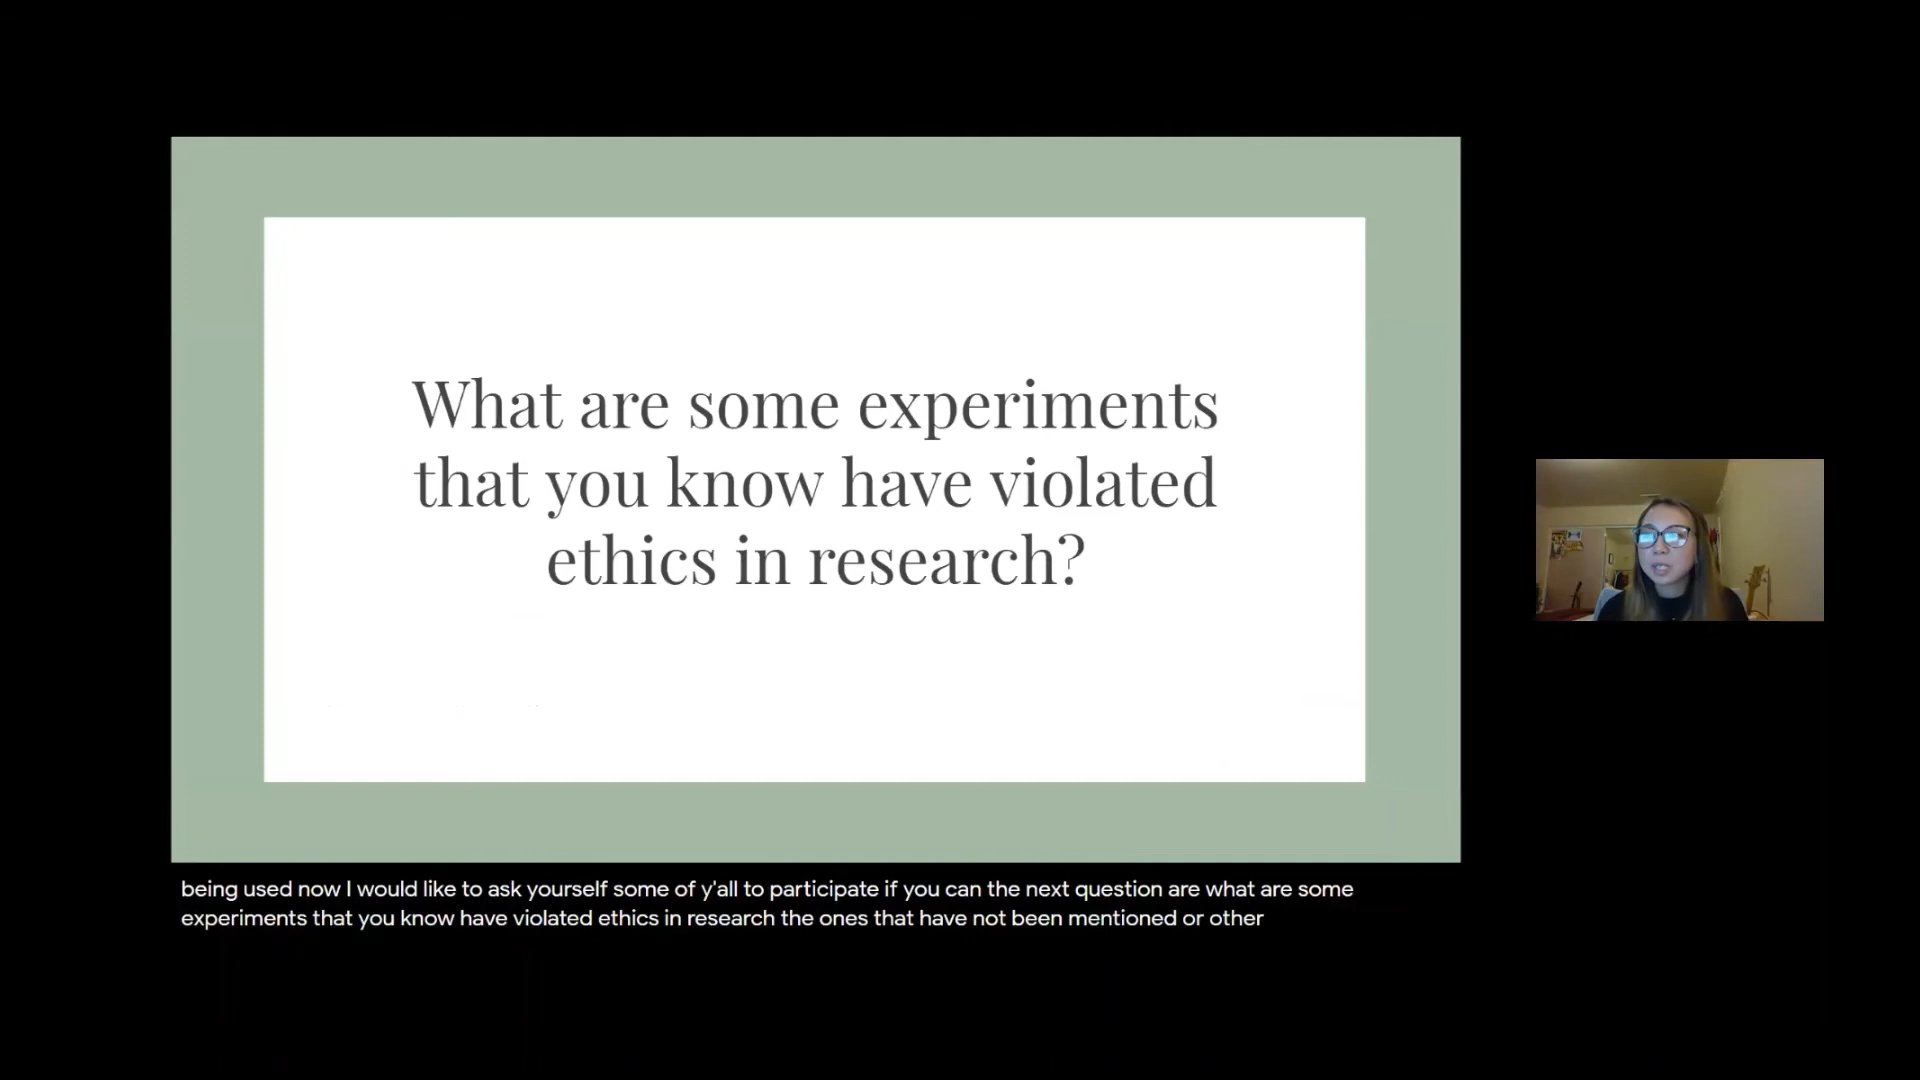 What are some experiments
that you know have violated
ethics in research?
being used now I would like to ask yourself some of y'all to participate if you can the next question are what are some
experiments that you know have violated ethics in research the ones that have not been mentioned or other